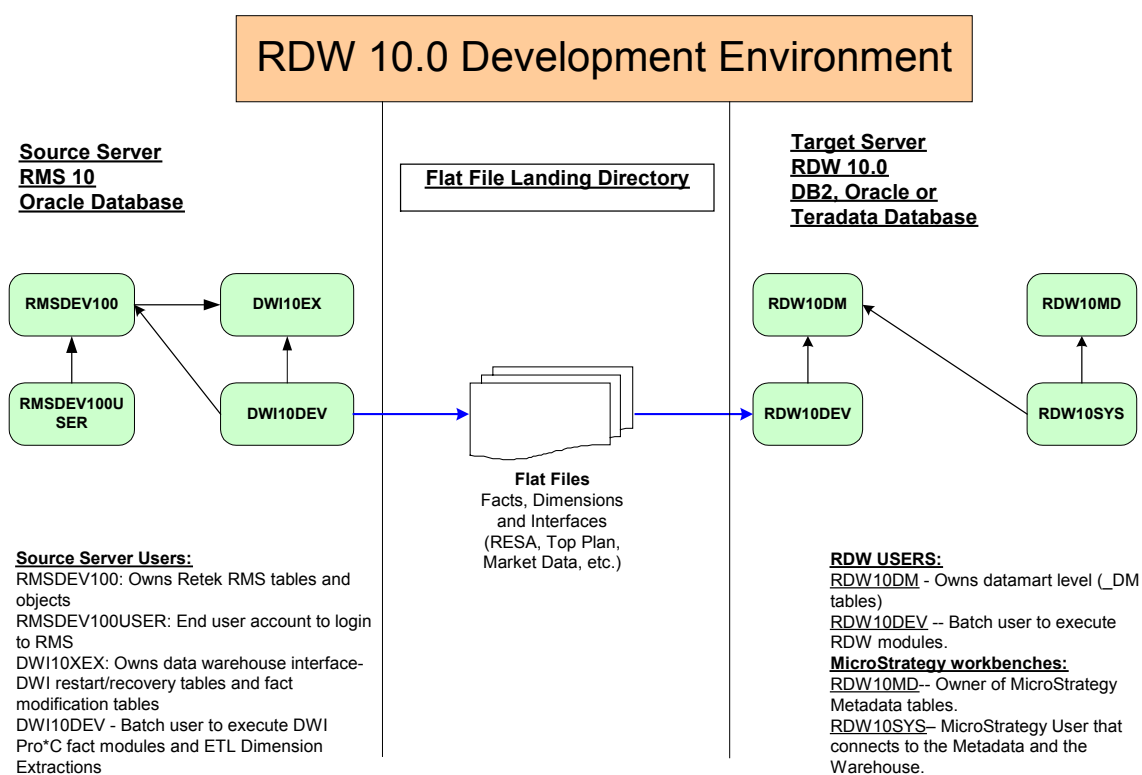 RDW 10.0 Development Environment
Source Server
RMS 10
Oracle Database
Flat File Landing Directory
Target Server
RDW 10.0
DB2, Oracle or
Teradata Database
RMSDEV100
DWI10EX
RDW10DM
RDW10MD
RMSDEV100U
SER
DWI10DEV
RDW10DEV
RDW10SYS
Flat Files
Facts, Dimensions
and Interfaces
(RESA, Top Plan,
Market Data, etc.)
Source Server Users:
RMSDEV100: Owns Retek RMS tables and
objects
RMSDEV100USER: End user account to login
to RMS
DWI10XEX: Owns data warehouse interface-
DWI restart/recovery tables and fact
modification tables
DWI10DEV - Batch user to execute DWI
Pro*C fact modules and ETL Dimension
Extractions
RDW USERS:
RDW10DM - Owns datamart level (_DM
tables)
RDW10DEV -- Batch user to execute
RDW modules.
MicroStrategy workbenches:
RDW10MD-- Owner of MicroStrategy
Metadata tables.
RDW10SYS– MicroStrategy User that
connects to the Metadata and the
Warehouse.